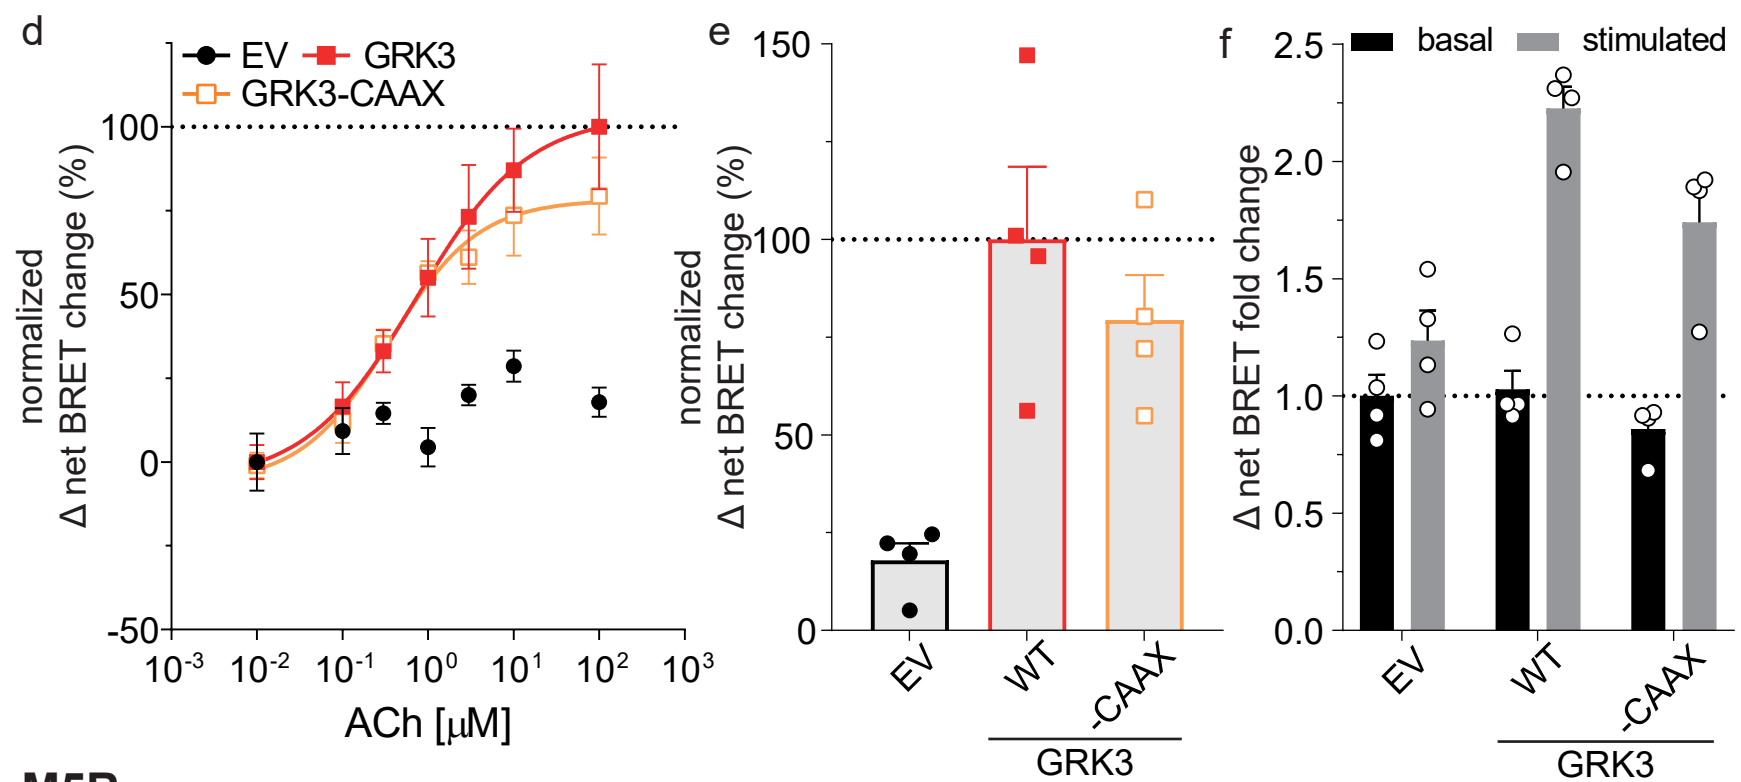 d
EV GRK3
GRK3-CAAX
normalized
Δ net BRET change (%)
100
50
0
-50
10-3 10-2 10-1 100 101 102 103
ACh [μM]
e
normalized
Δ net BRET change (%)
150
100
50
0
EV
WT
-CAAX
GRK3
f
basal stimulated
Δ net BRET fold change
2.5
2.0
1.5
1.0
0.5
0.0
EV
WT
-CAAX
GRK3